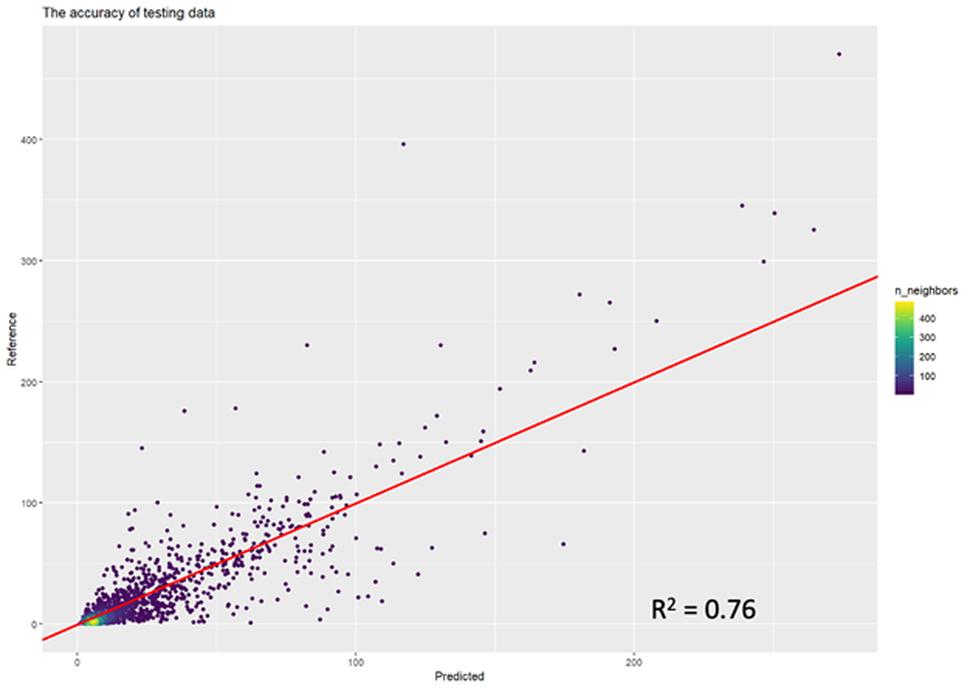 The accuracy of testing data
Reference
400
300
200
100
0
R² = 0.76
0
100
200
Predicted
n_neighbors
400
300
200
100